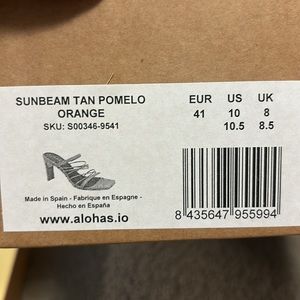 SUNBEAM TAN POMELO
ORANGE
SKU: S00346-9541
EUR US UK
41 10 8
10.5 8.5
Made in Spain - Fabrique en Espagne -
Hecho en España
www.alohas.io
8 435647 955994